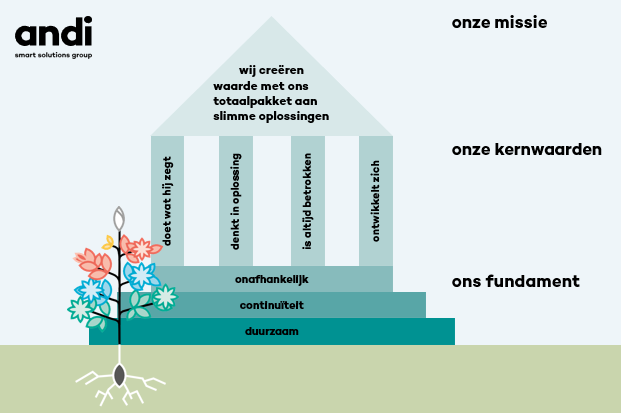 andi
smart solutions group
onze missie
wij creëren
waarde met ons
totaalpakket aan
slimme oplossingen
onze kernwaarden
doet wat hij zegt
denkt in oplossing
is altijd betrokken
ontwikkelt zich
ons fundament
onafhankelijk
continuïteit
duurzaam